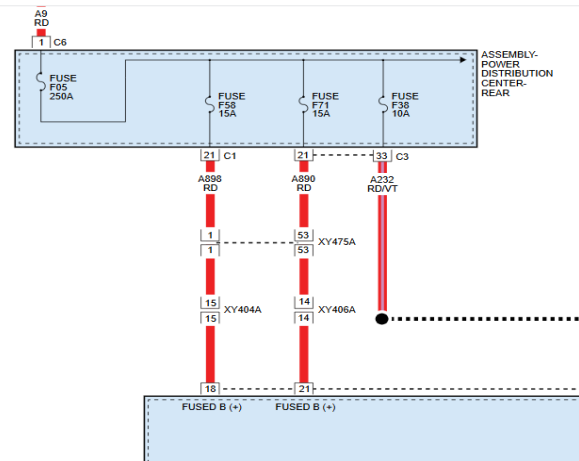 A9
RD
1 C6
ASSEMBLY-
POWER
DISTRIBUTION
CENTER-
REAR
FUSE
F05
250A
FUSE
F58
15A
FUSE
F71
15A
FUSE
F38
10A
21 C1
21
33 C3
A898
RD
A890
RD
A232
RD/VT
1
1
53 XY475A
53
15 XY404A
15
14 XY406A
14
18
21
FUSED B (+)
FUSED B (+)